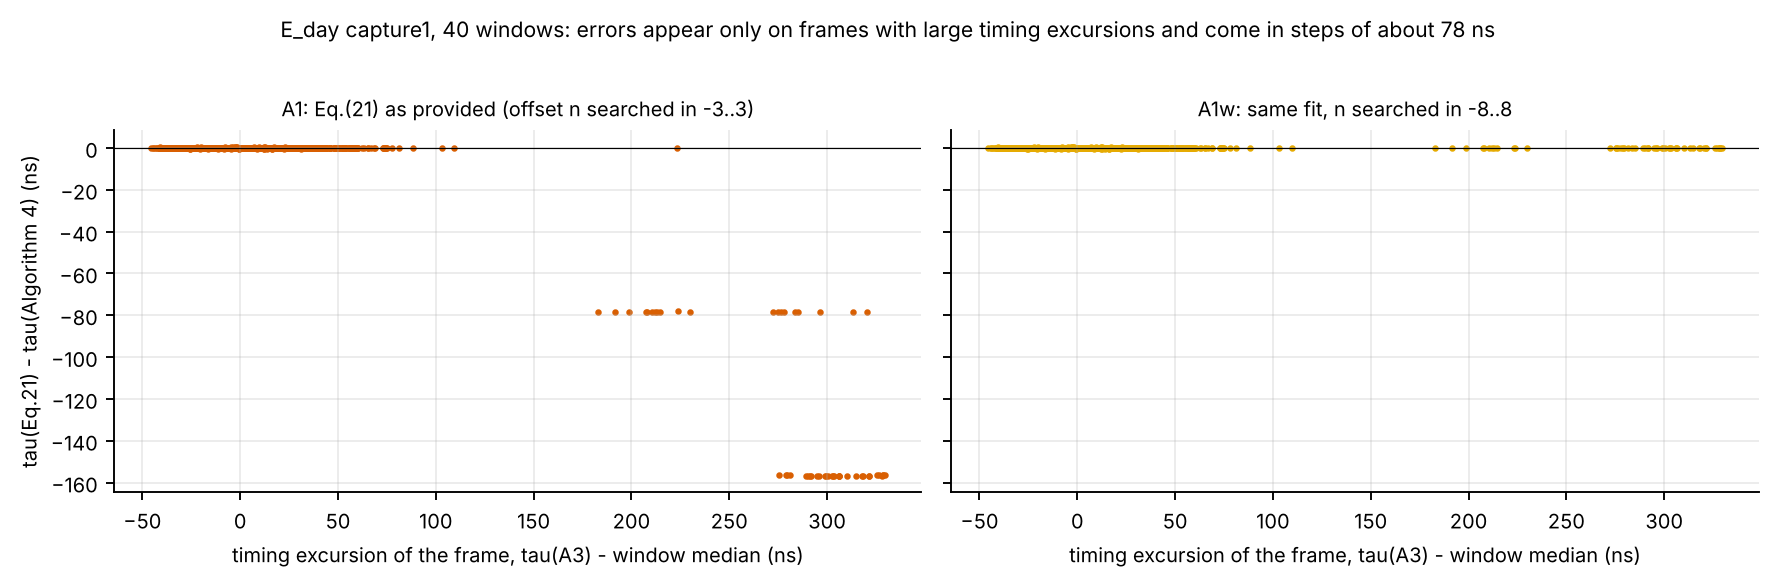 E_day capture1, 40 windows: errors appear only on frames with large timing excursions and come in steps of about 78 ns
A1: Eq.(21) as provided (offset n searched in -3..3)
A1w: same fit, n searched in -8..8
tau(Eq.21) - tau(Algorithm 4) (ns)
0
−20
−40
−60
−80
−100
−120
−140
−160
−50 0 50 100 150 200 250 300
−50 0 50 100 150 200 250 300
timing excursion of the frame, tau(A3) - window median (ns)
timing excursion of the frame, tau(A3) - window median (ns)